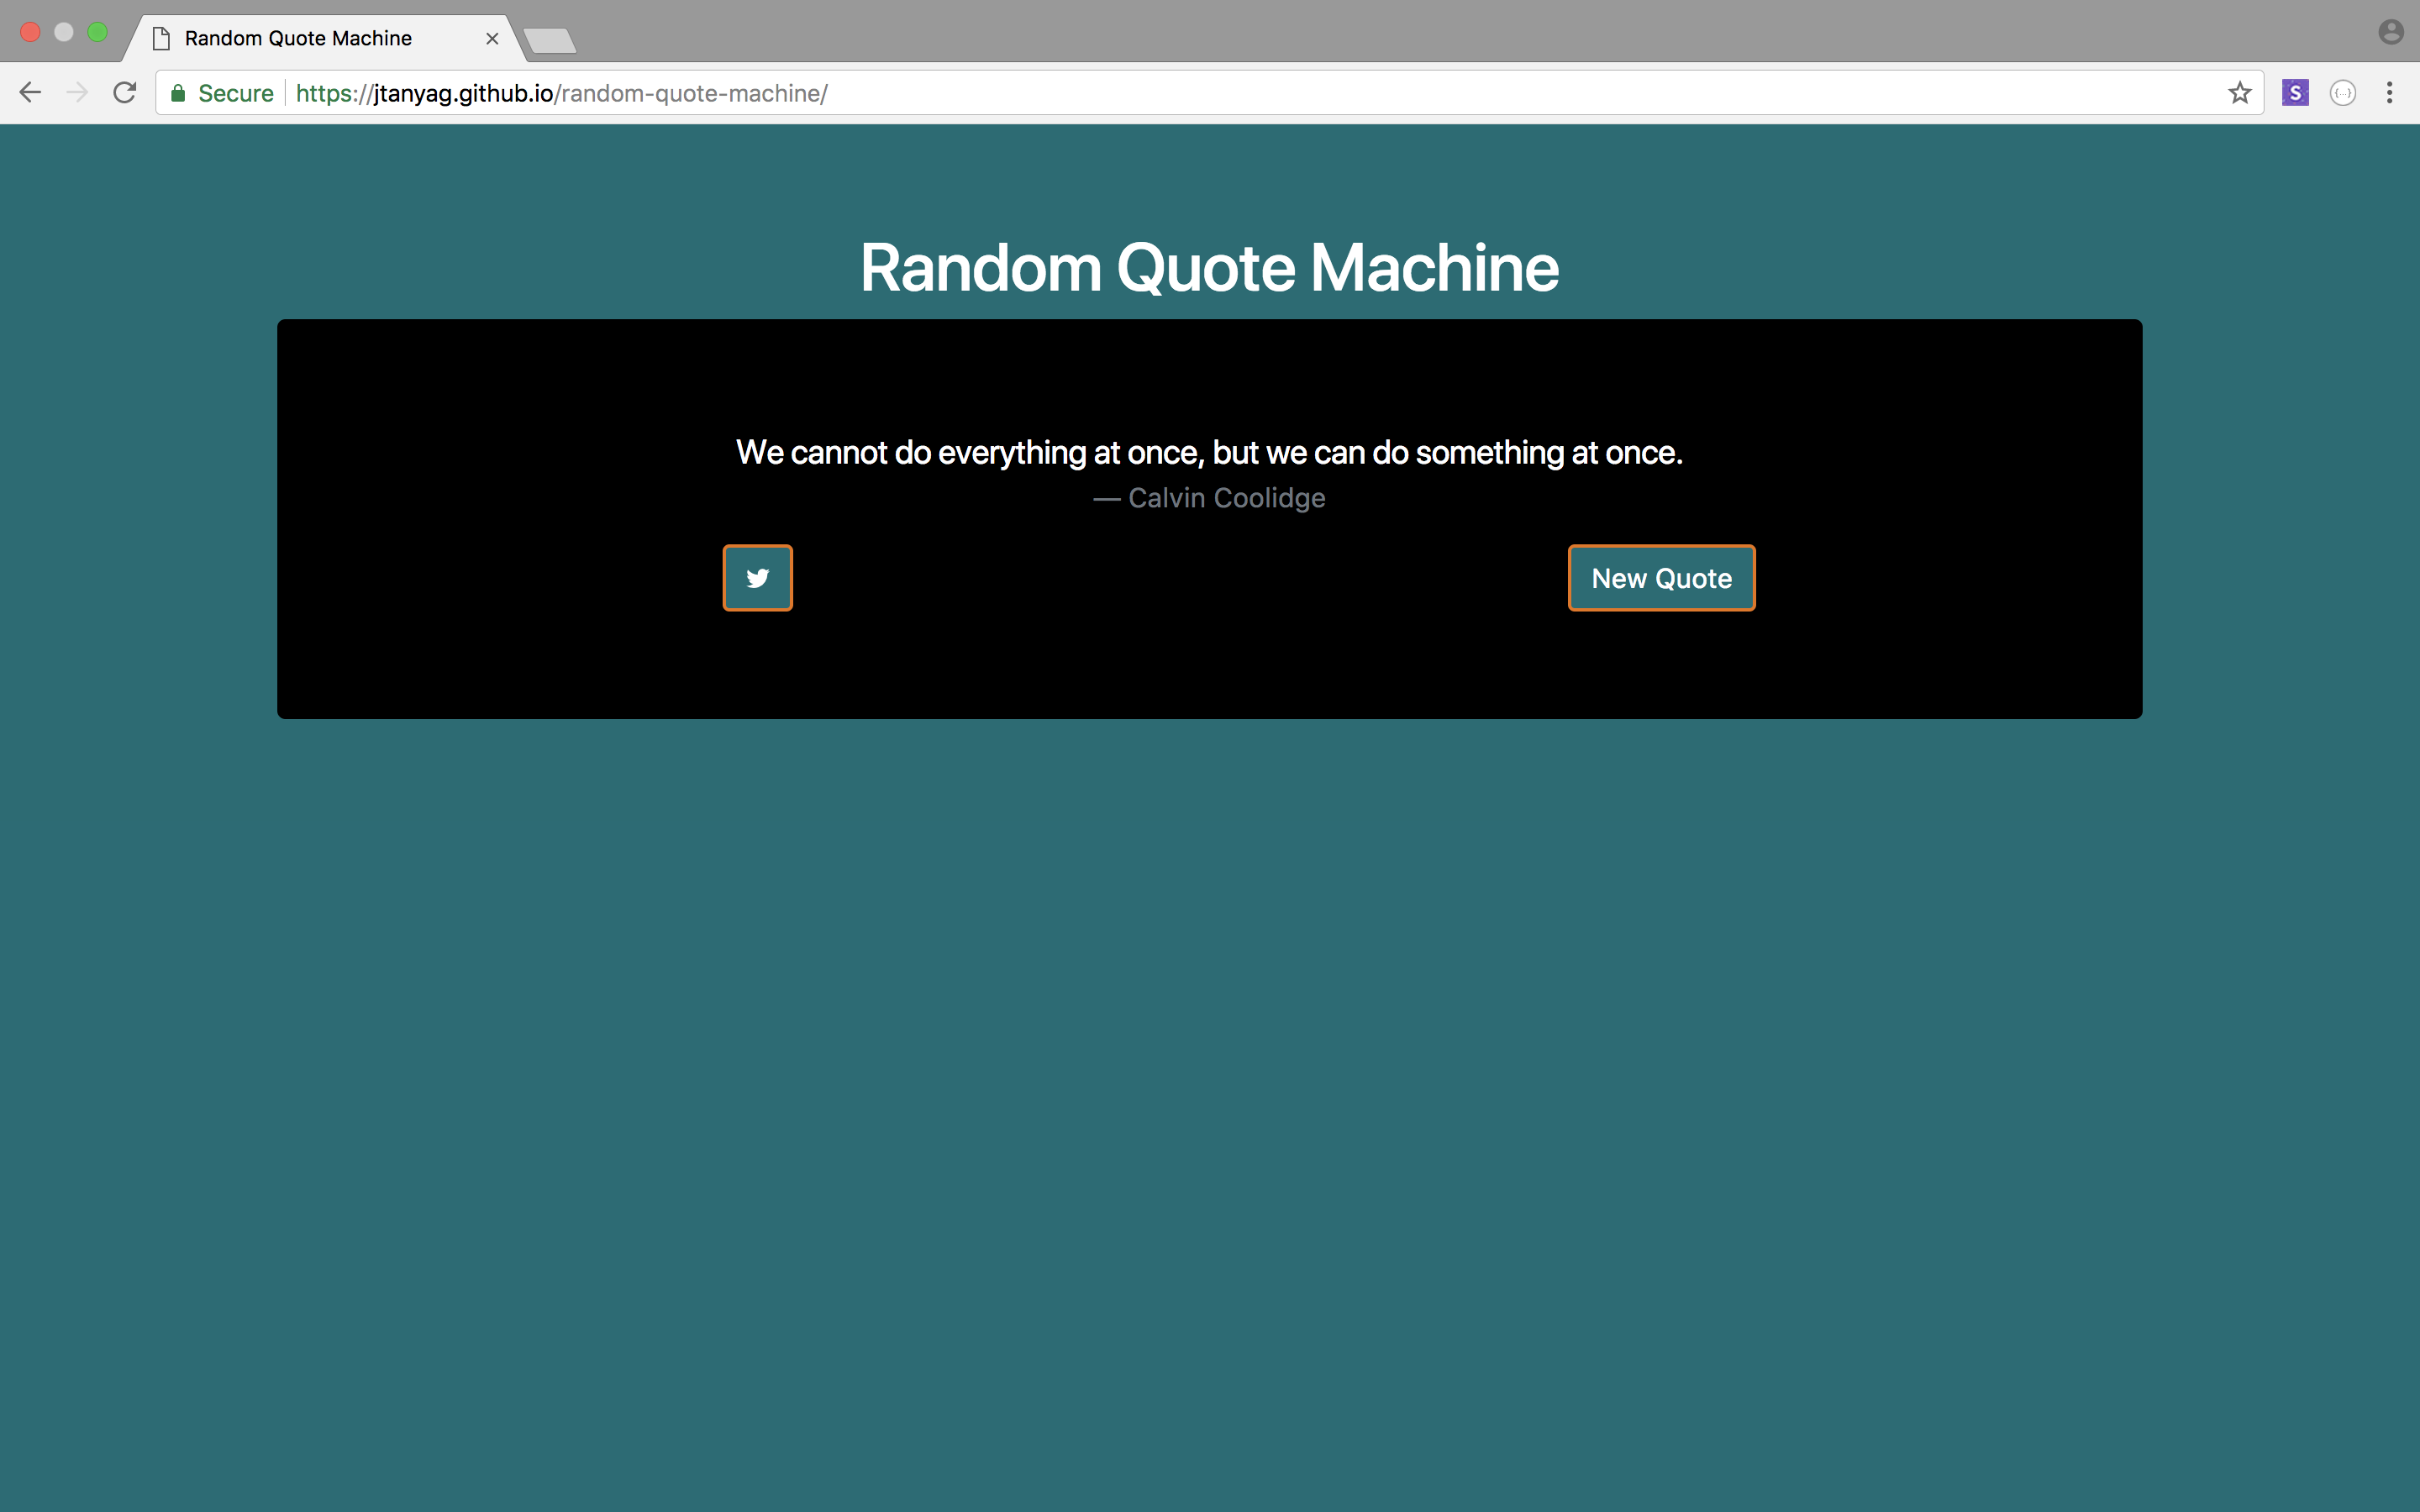 Random Quote Machine
Secure https://jtanyag.github.io/random-quote-machine/
S {...}
Random Quote Machine
We cannot do everything at once, but we can do something at once.
— Calvin Coolidge
New Quote